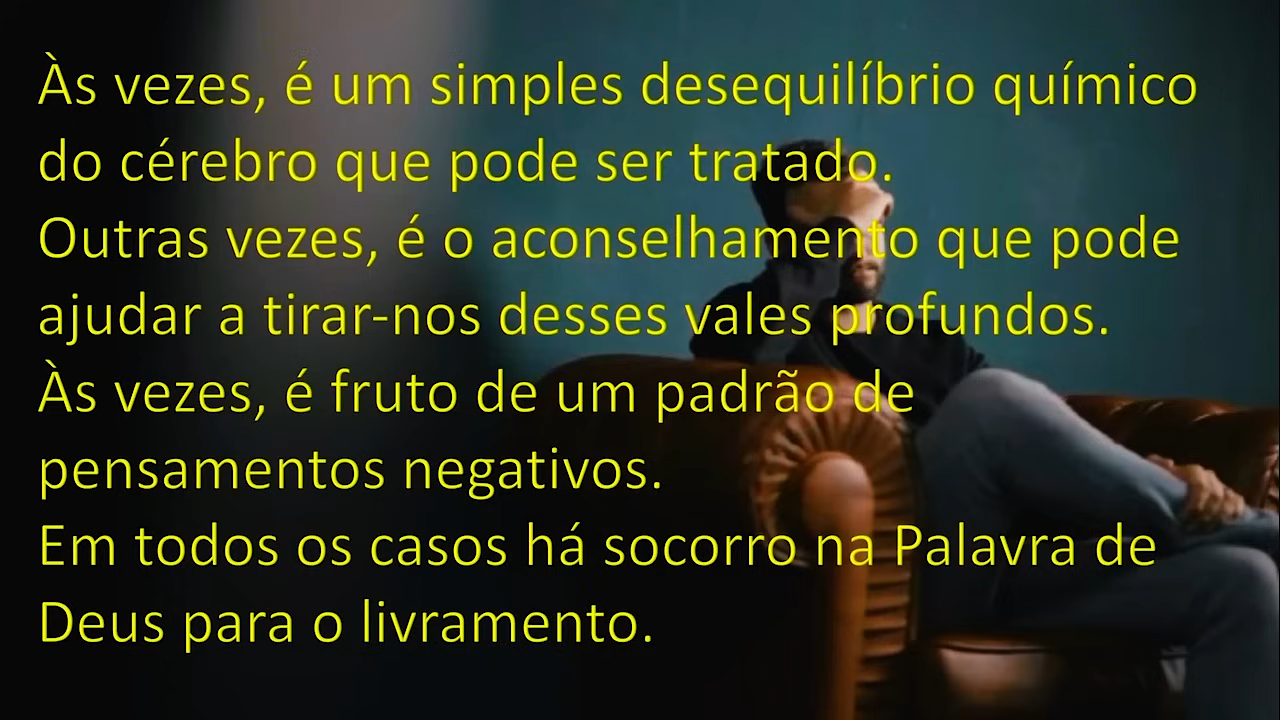 Às vezes, é um simples desequilíbrio químico
do cérebro que pode ser tratado.
Outras vezes, é o aconselhamento que pode
ajudar a tirar-nos desses vales profundos.
Às vezes, é fruto de um padrão de
pensamentos negativos.
Em todos os casos há socorro na Palavra de
Deus para o livramento.